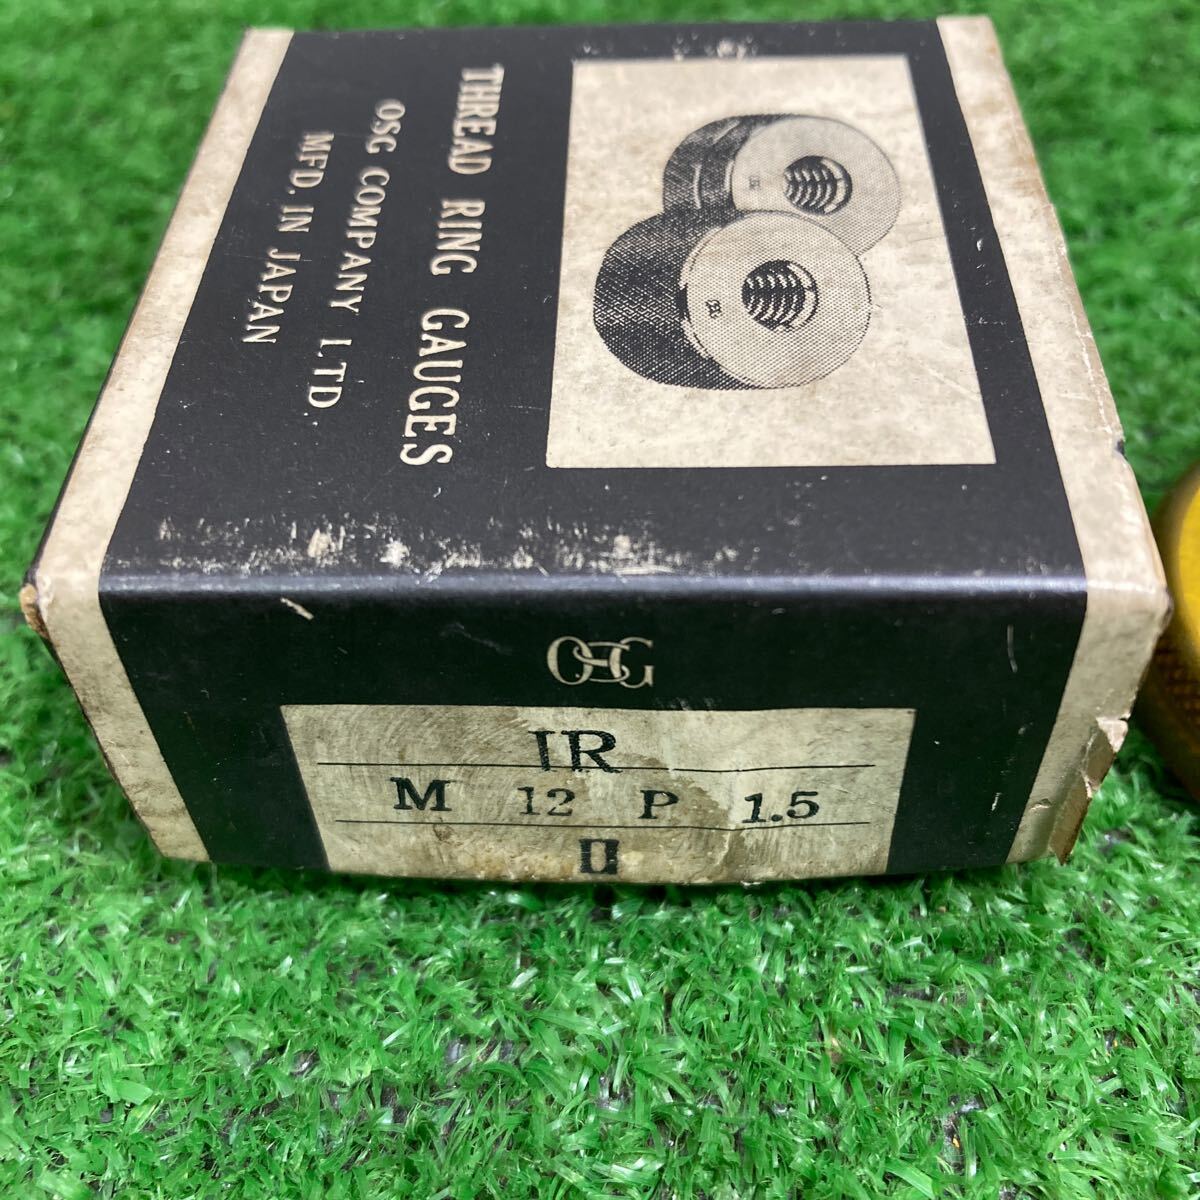 THREAD RING GAUGES
OSG COMPANY LTD
MFD. IN JAPAN
OSG
IR
M 12 P 1.5
II